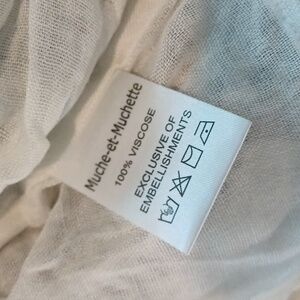 Muche-et-Muchette
100% VISCOSE
EXCLUSIVE OF
EMBELLISHMENTS